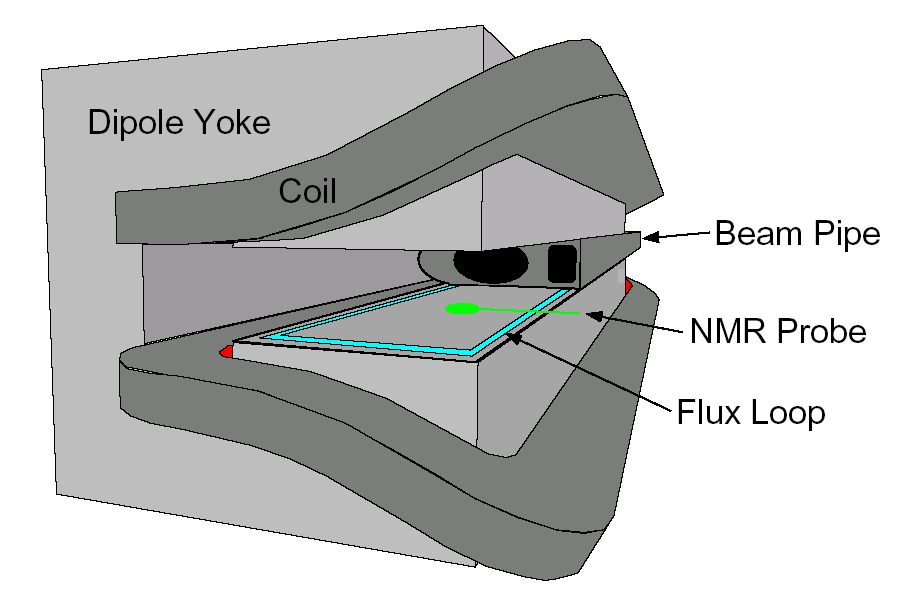 Dipole Yoke
Coil
Beam Pipe
NMR Probe
Flux Loop